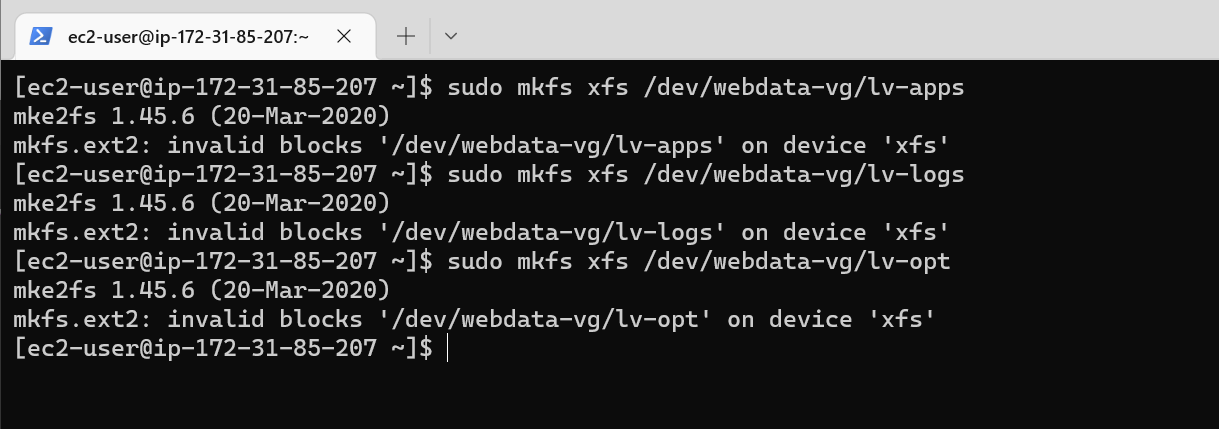 ec2-user@ip-172-31-85-207:~
[ec2-user@ip-172-31-85-207 ~]$ sudo mkfs xfs /dev/webdata-vg/lv-apps
mke2fs 1.45.6 (20-Mar-2020)
mkfs.ext2: invalid blocks '/dev/webdata-vg/lv-apps' on device 'xfs'
[ec2-user@ip-172-31-85-207 ~]$ sudo mkfs xfs /dev/webdata-vg/lv-logs
mke2fs 1.45.6 (20-Mar-2020)
mkfs.ext2: invalid blocks '/dev/webdata-vg/lv-logs' on device 'xfs'
[ec2-user@ip-172-31-85-207 ~]$ sudo mkfs xfs /dev/webdata-vg/lv-opt
mke2fs 1.45.6 (20-Mar-2020)
mkfs.ext2: invalid blocks '/dev/webdata-vg/lv-opt' on device 'xfs'
[ec2-user@ip-172-31-85-207 ~]$